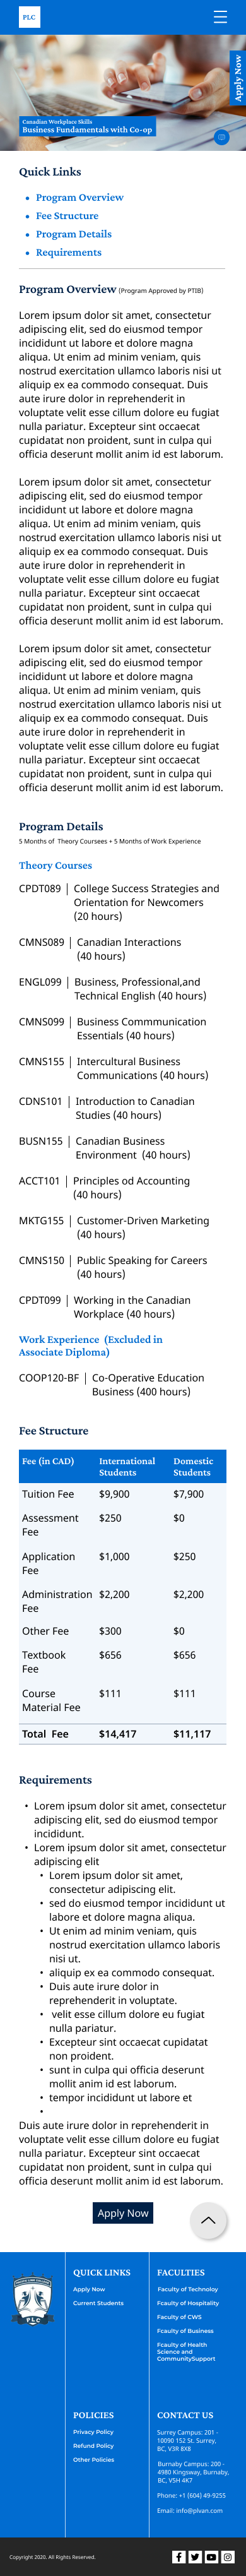 PLC
Apply Now
Canadian Workplace Skills
Business Fundamentals with Co-op
Quick Links
• Program Overview
• Fee Structure
• Program Details
• Requirements
Program Overview (Program Approved by PTIB)
Lorem ipsum dolor sit amet, consectetur
adipiscing elit, sed do eiusmod tempor
incididunt ut labore et dolore magna
aliqua. Ut enim ad minim veniam, quis
nostrud exercitation ullamco laboris nisi ut
aliquip ex ea commodo consequat. Duis
aute irure dolor in reprehenderit in
voluptate velit esse cillum dolore eu fugiat
nulla pariatur. Excepteur sint occaecat
cupidatat non proident, sunt in culpa qui
officia deserunt mollit anim id est laborum.
Lorem ipsum dolor sit amet, consectetur
adipiscing elit, sed do eiusmod tempor
incididunt ut labore et dolore magna
aliqua. Ut enim ad minim veniam, quis
nostrud exercitation ullamco laboris nisi ut
aliquip ex ea commodo consequat. Duis
aute irure dolor in reprehenderit in
voluptate velit esse cillum dolore eu fugiat
nulla pariatur. Excepteur sint occaecat
cupidatat non proident, sunt in culpa qui
officia deserunt mollit anim id est laborum.
Lorem ipsum dolor sit amet, consectetur
adipiscing elit, sed do eiusmod tempor
incididunt ut labore et dolore magna
aliqua. Ut enim ad minim veniam, quis
nostrud exercitation ullamco laboris nisi ut
aliquip ex ea commodo consequat. Duis
aute irure dolor in reprehenderit in
voluptate velit esse cillum dolore eu fugiat
nulla pariatur. Excepteur sint occaecat
cupidatat non proident, sunt in culpa qui
officia deserunt mollit anim id est laborum.
Program Details
5 Months of Theory Coursees + 5 Months of Work Experience
Theory Courses
CPDT089 | College Success Strategies and
Orientation for Newcomers
(20 hours)
CMNS089 | Canadian Interactions
(40 hours)
ENGL099 | Business, Professional,and
Technical English (40 hours)
CMNS099 | Business Commmunication
Essentials (40 hours)
CMNS155 | Intercultural Business
Communications (40 hours)
CDNS101 | Introduction to Canadian
Studies (40 hours)
BUSN155 | Canadian Business
Environment (40 hours)
ACCT101 | Principles od Accounting
(40 hours)
MKTG155 | Customer-Driven Marketing
(40 hours)
CMNS150 | Public Speaking for Careers
(40 hours)
CPDT099 | Working in the Canadian
Workplace (40 hours)
Work Experience (Excluded in
Associate Diploma)
COOP120-BF | Co-Operative Education
Business (400 hours)
Fee Structure
Fee (in CAD) International Students Domestic Students
Tuition Fee $9,900 $7,900
Assessment Fee $250 $0
Application Fee $1,000 $250
Administration Fee $2,200 $2,200
Other Fee $300 $0
Textbook Fee $656 $656
Course Material Fee $111 $111
Total Fee $14,417 $11,117
Requirements
• Lorem ipsum dolor sit amet, consectetur
adipiscing elit, sed do eiusmod tempor
incididunt.
• Lorem ipsum dolor sit amet, consectetur
adipiscing elit
• Lorem ipsum dolor sit amet,
consectetur adipiscing elit.
• sed do eiusmod tempor incididunt ut
labore et dolore magna aliqua.
• Ut enim ad minim veniam, quis
nostrud exercitation ullamco laboris
nisi ut.
• aliquip ex ea commodo consequat.
• Duis aute irure dolor in
reprehenderit in voluptate.
• velit esse cillum dolore eu fugiat
nulla pariatur.
• Excepteur sint occaecat cupidatat
non proident.
• sunt in culpa qui officia deserunt
mollit anim id est laborum.
• tempor incididunt ut labore et
•
Duis aute irure dolor in reprehenderit in
voluptate velit esse cillum dolore eu fugiat
nulla pariatur. Excepteur sint occaecat
cupidatat non proident, sunt in culpa qui
officia deserunt mollit anim id est laborum.
Apply Now
PLC
QUICK LINKS
Apply Now
Current Students
FACULTIES
Faculty of Technoloy
Fcaulty of Hospitality
Faculty of CWS
Fcaulty of Business
Fcaulty of Health
Science and
CommunitySupport
POLICIES
Privacy Policy
Refund Policy
Other Policies
CONTACT US
Surrey Campus: 201 -
10090 152 St. Surrey,
BC, V3R 8X8
Burnaby Campus: 200 -
4980 Kingsway, Burnaby,
BC, V5H 4K7
Phone: +1 (604) 49-9255
Email: info@plvan.com
Copyright 2020. All Rights Reserved.